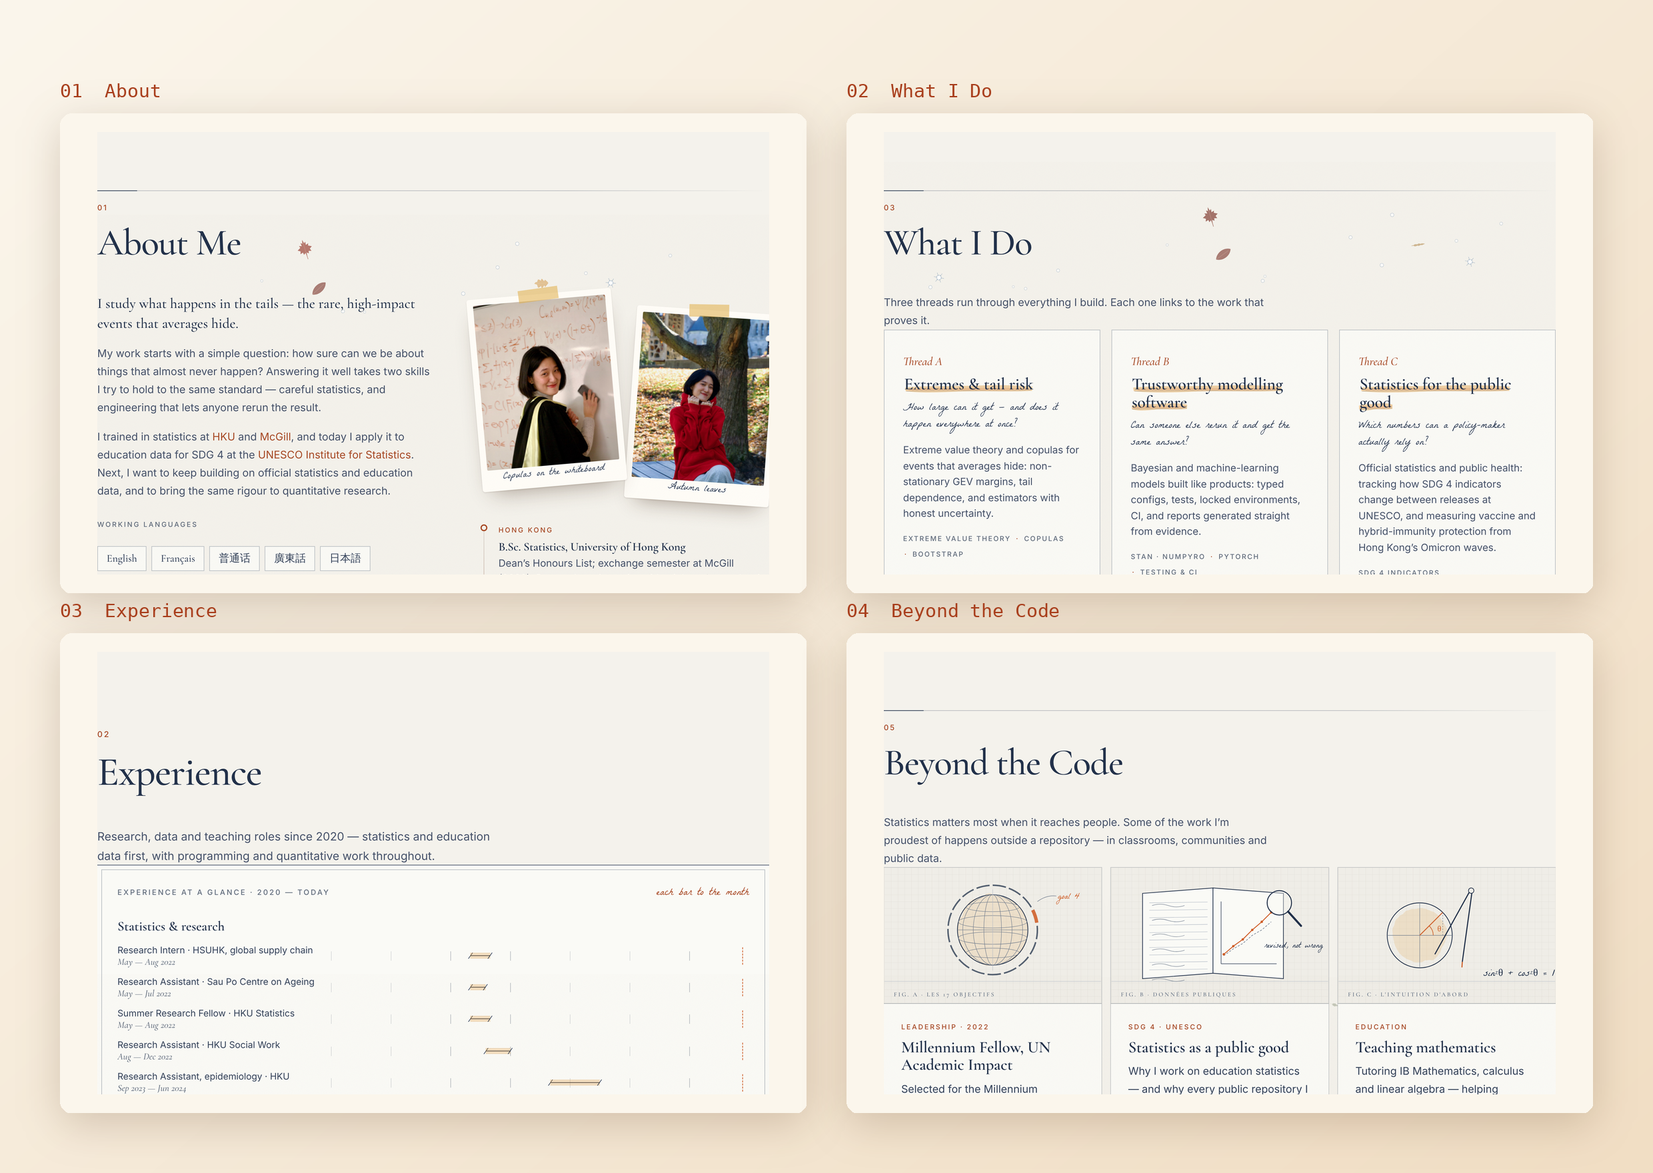 01 About
01
About Me
I study what happens in the tails — the rare, high-impact
events that averages hide.
My work starts with a simple question: how sure can we be about
things that almost never happen? Answering it well takes two skills
I try to hold to the same standard — careful statistics, and
engineering that lets anyone rerun the result.
I trained in statistics at HKU and McGill, and today I apply it to
education data for SDG 4 at the UNESCO Institute for Statistics.
Next, I want to keep building on official statistics and education
data, and to bring the same rigour to quantitative research.
WORKING LANGUAGES
English
Français
普通话
廣東話
日本語
Copulas on the whiteboard
Autumn leaves
HONG KONG
B.Sc. Statistics, University of Hong Kong
Dean's Honours List; exchange semester at McGill
02 What I Do
03
What I Do
Three threads run through everything I build. Each one links to the work that
proves it.
Thread A
Extremes & tail risk
How large can it get – and does it
happen everywhere at once?
Extreme value theory and copulas for
events that averages hide: non-
stationary GEV margins, tail
dependence, and estimators with
honest uncertainty.
EXTREME VALUE THEORY · COPULAS
· BOOTSTRAP
Thread B
Trustworthy modelling
software
Can someone else rerun it and get the
same answer?
Bayesian and machine-learning
models built like products: typed
configs, tests, locked environments,
CI, and reports generated straight
from evidence.
STAN · NUMPYRO · PYTORCH
· TESTING & CI
Thread C
Statistics for the public
good
Which numbers can a policy-maker
actually rely on?
Official statistics and public health:
tracking how SDG 4 indicators
change between releases at
UNESCO, and measuring vaccine and
hybrid-immunity protection from
Hong Kong's Omicron waves.
SDG 4 INDICATORS
03 Experience
02
Experience
Research, data and teaching roles since 2020 — statistics and education
data first, with programming and quantitative work throughout.
EXPERIENCE AT A GLANCE · 2020 — TODAY
each bar to the month
Statistics & research
Research Intern · HSUHK, global supply chain
May — Aug 2022
Research Assistant · Sau Po Centre on Ageing
May — Jul 2022
Summer Research Fellow · HKU Statistics
May — Aug 2022
Research Assistant · HKU Social Work
Aug — Dec 2022
Research Assistant, epidemiology · HKU
Sep 2023 — Jun 2024
04 Beyond the Code
05
Beyond the Code
Statistics matters most when it reaches people. Some of the work I'm
proudest of happens outside a repository — in classrooms, communities and
public data.
goal 4
FIG. A · LES 17 OBJECTIFS
LEADERSHIP · 2022
Millennium Fellow, UN
Academic Impact
Selected for the Millennium
revised, not wrong
FIG. B · DONNÉES PUBLIQUES
SDG 4 · UNESCO
Statistics as a public good
Why I work on education statistics
— and why every public repository I
θ
sin²θ + cos²θ = 1
FIG. C · L'INTUITION D'ABORD
EDUCATION
Teaching mathematics
Tutoring IB Mathematics, calculus
and linear algebra — helping